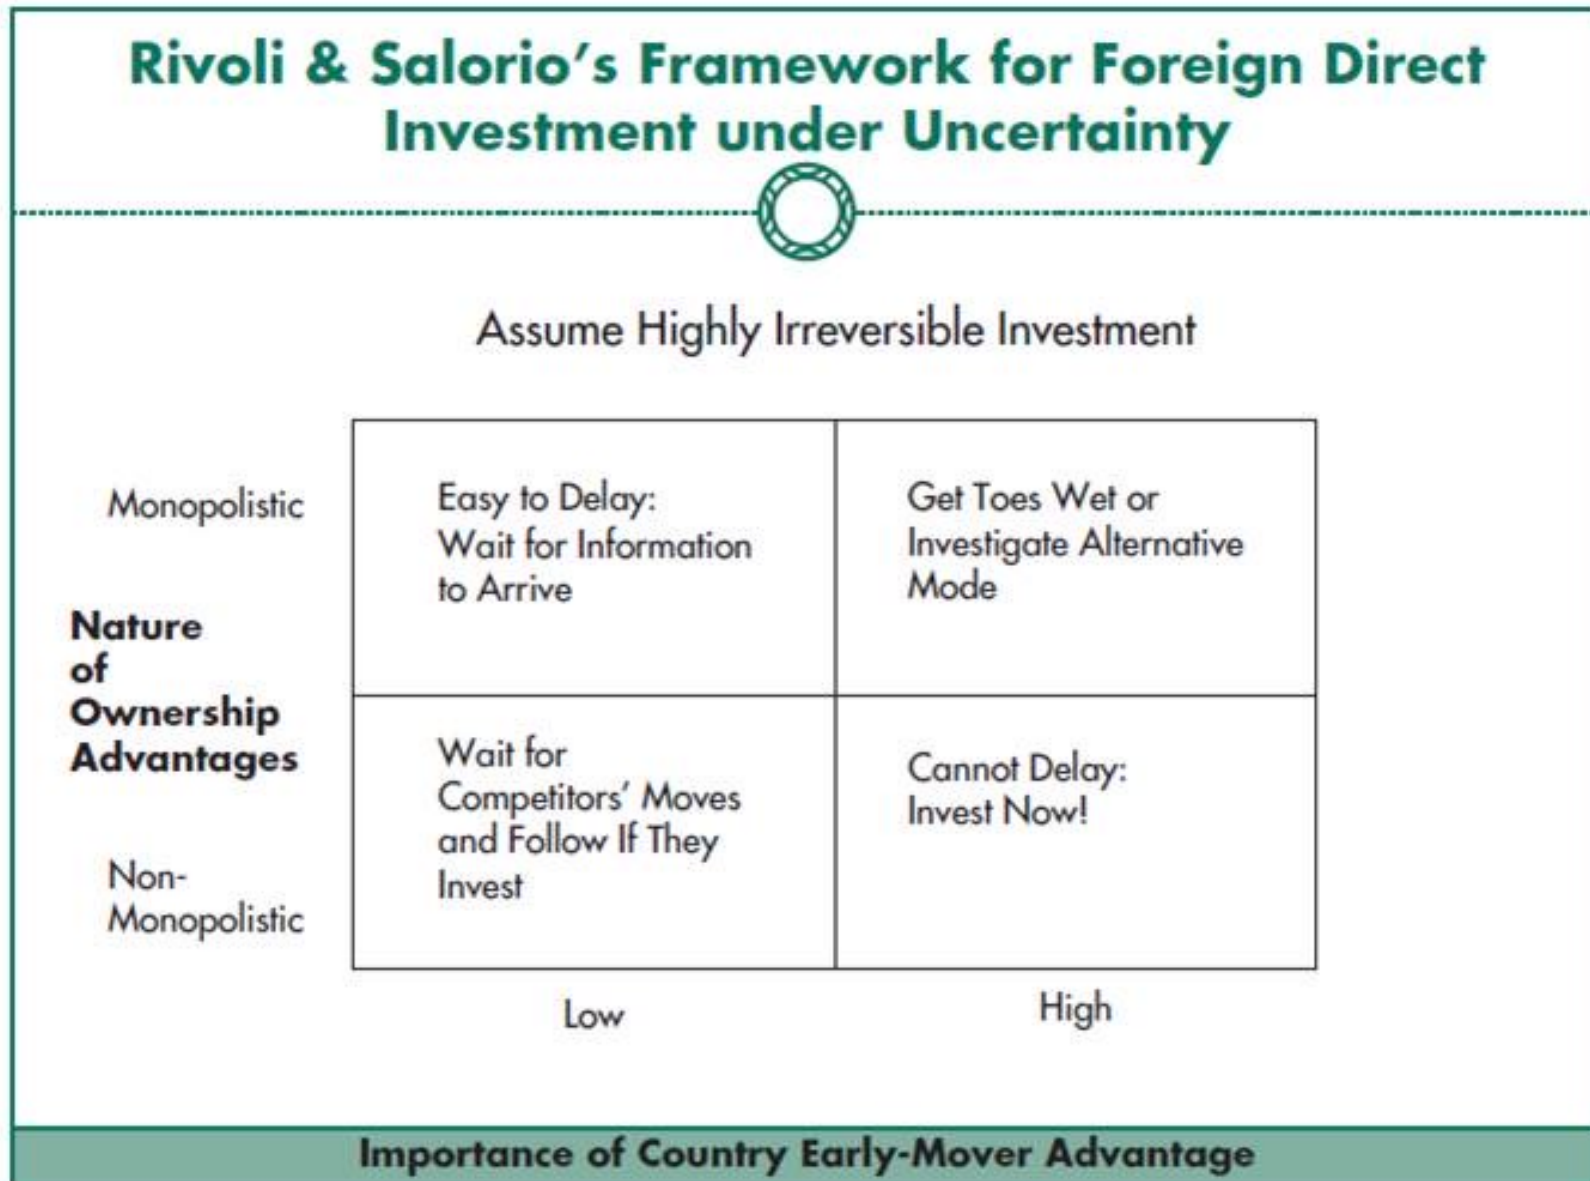 Rivoli & Salorio's Framework for Foreign Direct
Investment under Uncertainty
Assume Highly Irreversible Investment
Monopolistic
Easy to Delay:
Wait for Information
to Arrive
Get Toes Wet or
Investigate Alternative
Mode
Nature
of
Ownership
Advantages
Wait for
Competitors' Moves
and Follow If They
Invest
Cannot Delay:
Invest Now!
Non-
Monopolistic
Low
High
Importance of Country Early-Mover Advantage